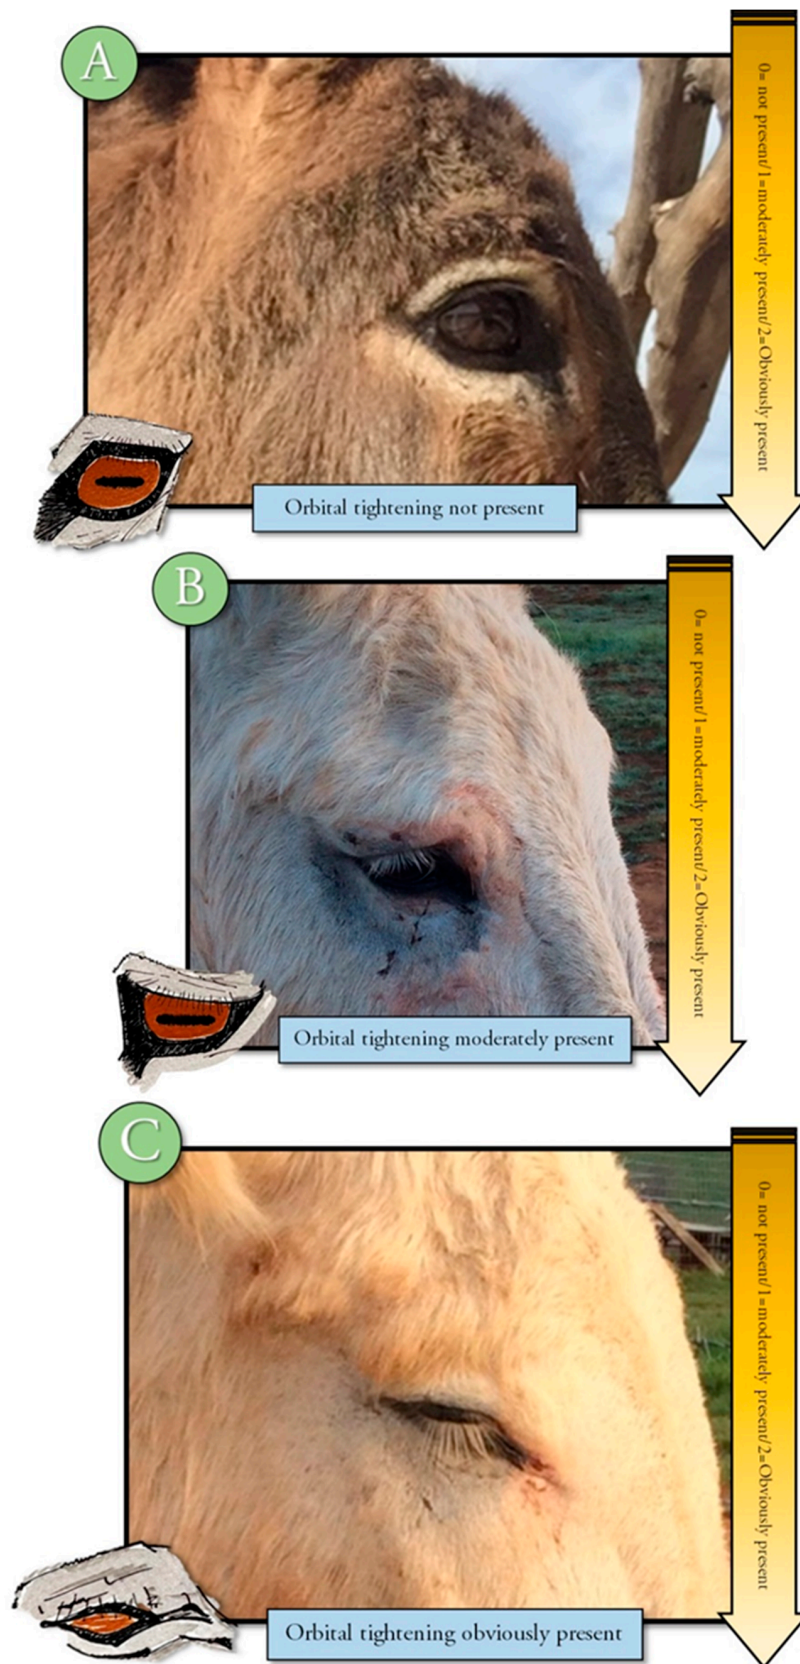 A
0= not present/1=moderately present/2=Obviously present
Orbital tightening not present
B
0= not present/1=moderately present/2=Obviously present
Orbital tightening moderately present
C
0= not present/1=moderately present/2=Obviously present
Orbital tightening obviously present